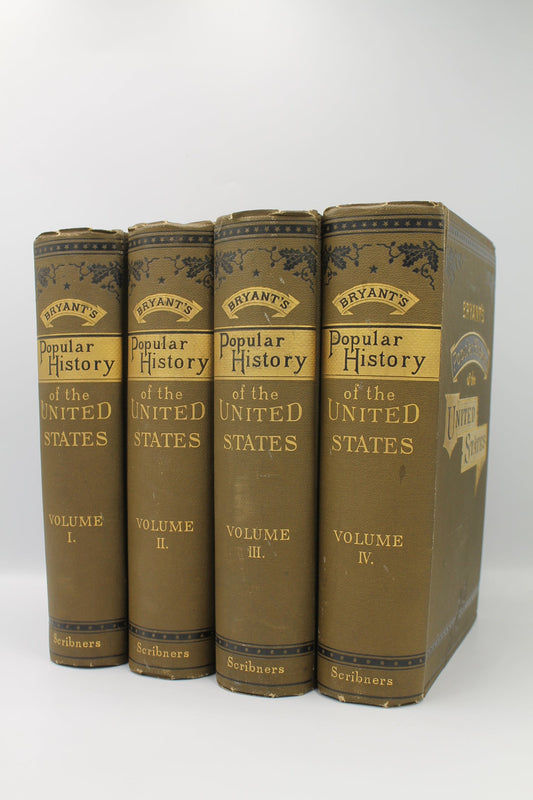 BRYANT'S
Popular
History
of the
UNITED
STATES
VOLUME
I.
Scribners
BRYANT'S
Popular
History
of the
UNITED
STATES
VOLUME
II.
Scribners
BRYANT'S
Popular
History
of the
UNITED
STATES
VOLUME
III.
Scribners
BRYANT'S
Popular
History
of the
UNITED
STATES
VOLUME
IV.
Scribners
BRYANT'S
of the
UNITED
STATES